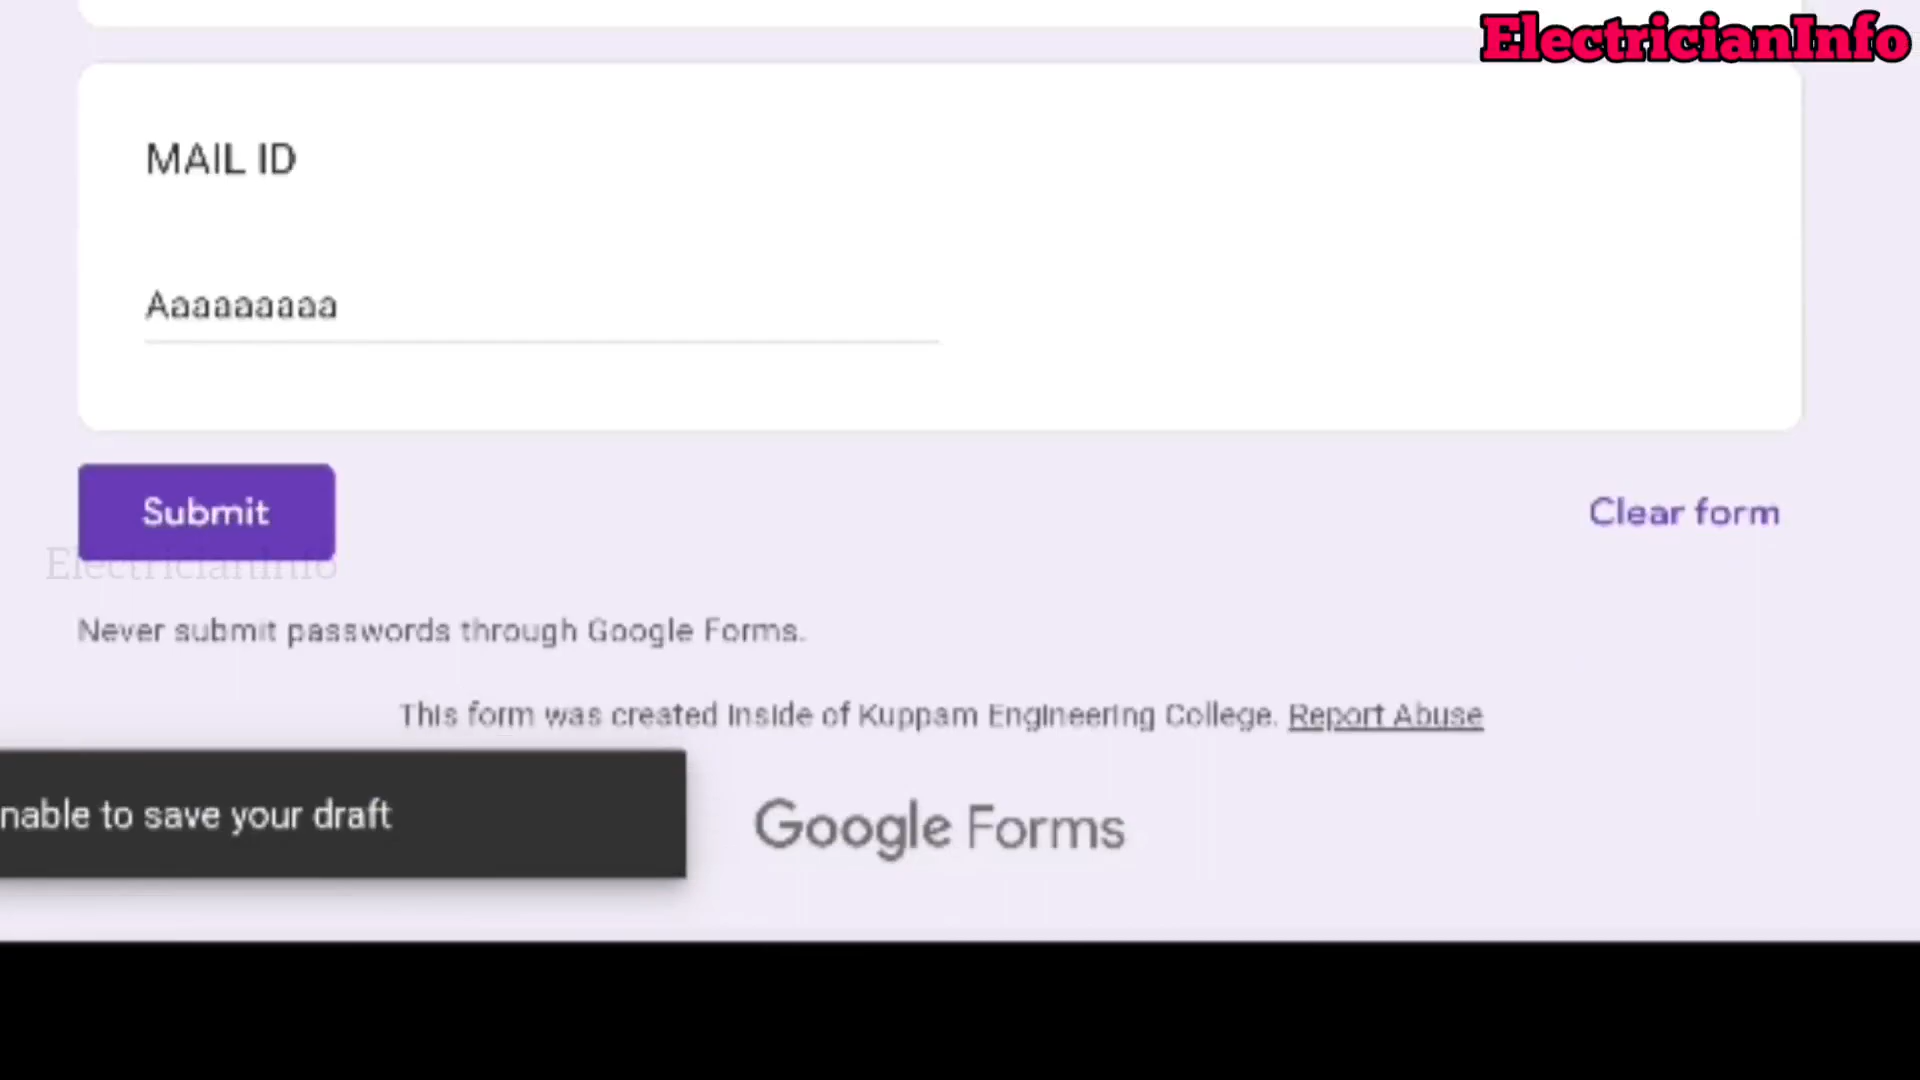 ElectricianInfo
MAIL ID
Aaaaaaaaa
Submit
Clear form
ElectricianInfo
Never submit passwords through Google Forms.
This form was created inside of Kuppam Engineering College. Report Abuse
nable to save your draft
Google Forms